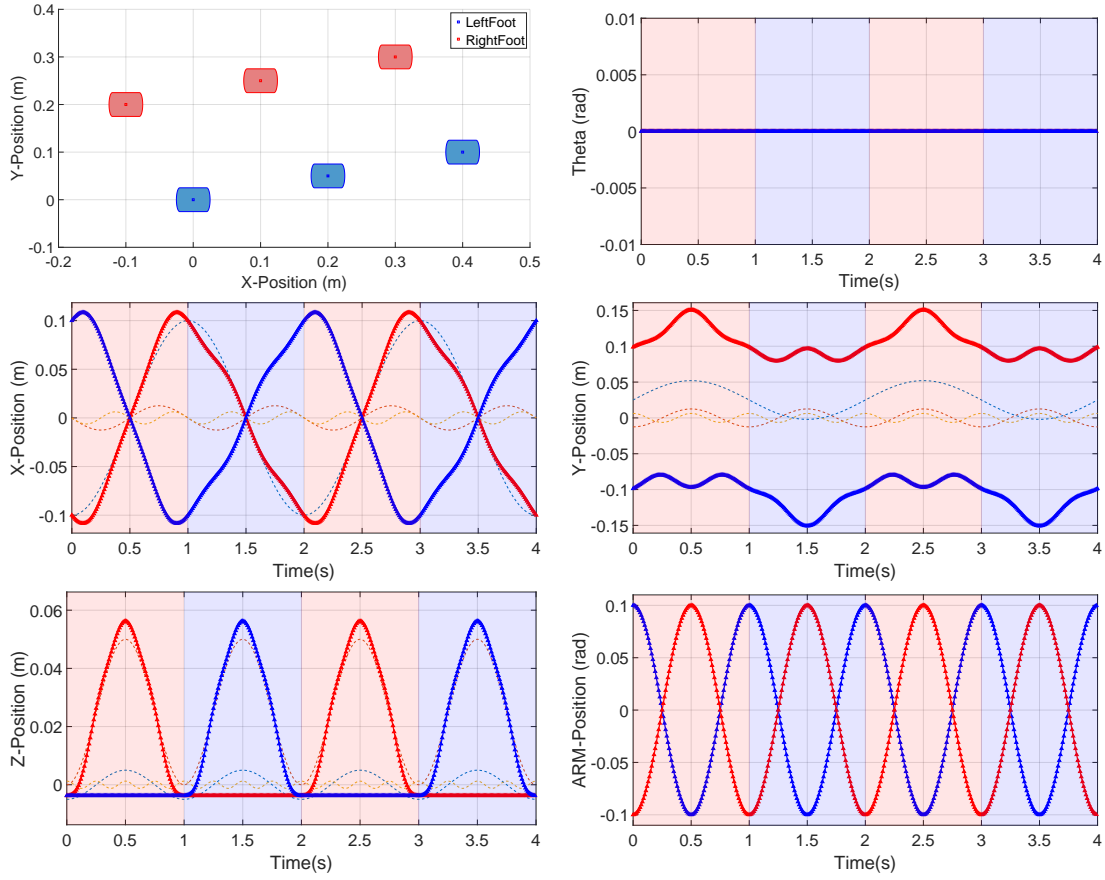 0.4
0.3
0.2
0.1
0
-0.1
-0.2 -0.1 0 0.1 0.2 0.3 0.4 0.5
X-Position (m)
Y-Position (m)
LeftFoot
RightFoot
0.01
0.005
0
-0.005
-0.01
0 0.5 1 1.5 2 2.5 3 3.5 4
Time(s)
Theta (rad)
0.1
0.05
0
-0.05
-0.1
0 0.5 1 1.5 2 2.5 3 3.5 4
Time(s)
X-Position (m)
0.15
0.1
0.05
0
-0.05
-0.1
-0.15
0 0.5 1 1.5 2 2.5 3 3.5 4
Time(s)
Y-Position (m)
0.06
0.04
0.02
0
0 0.5 1 1.5 2 2.5 3 3.5 4
Time(s)
Z-Position (m)
0.1
0.05
0
-0.05
-0.1
0 0.5 1 1.5 2 2.5 3 3.5 4
Time(s)
ARM-Position (rad)